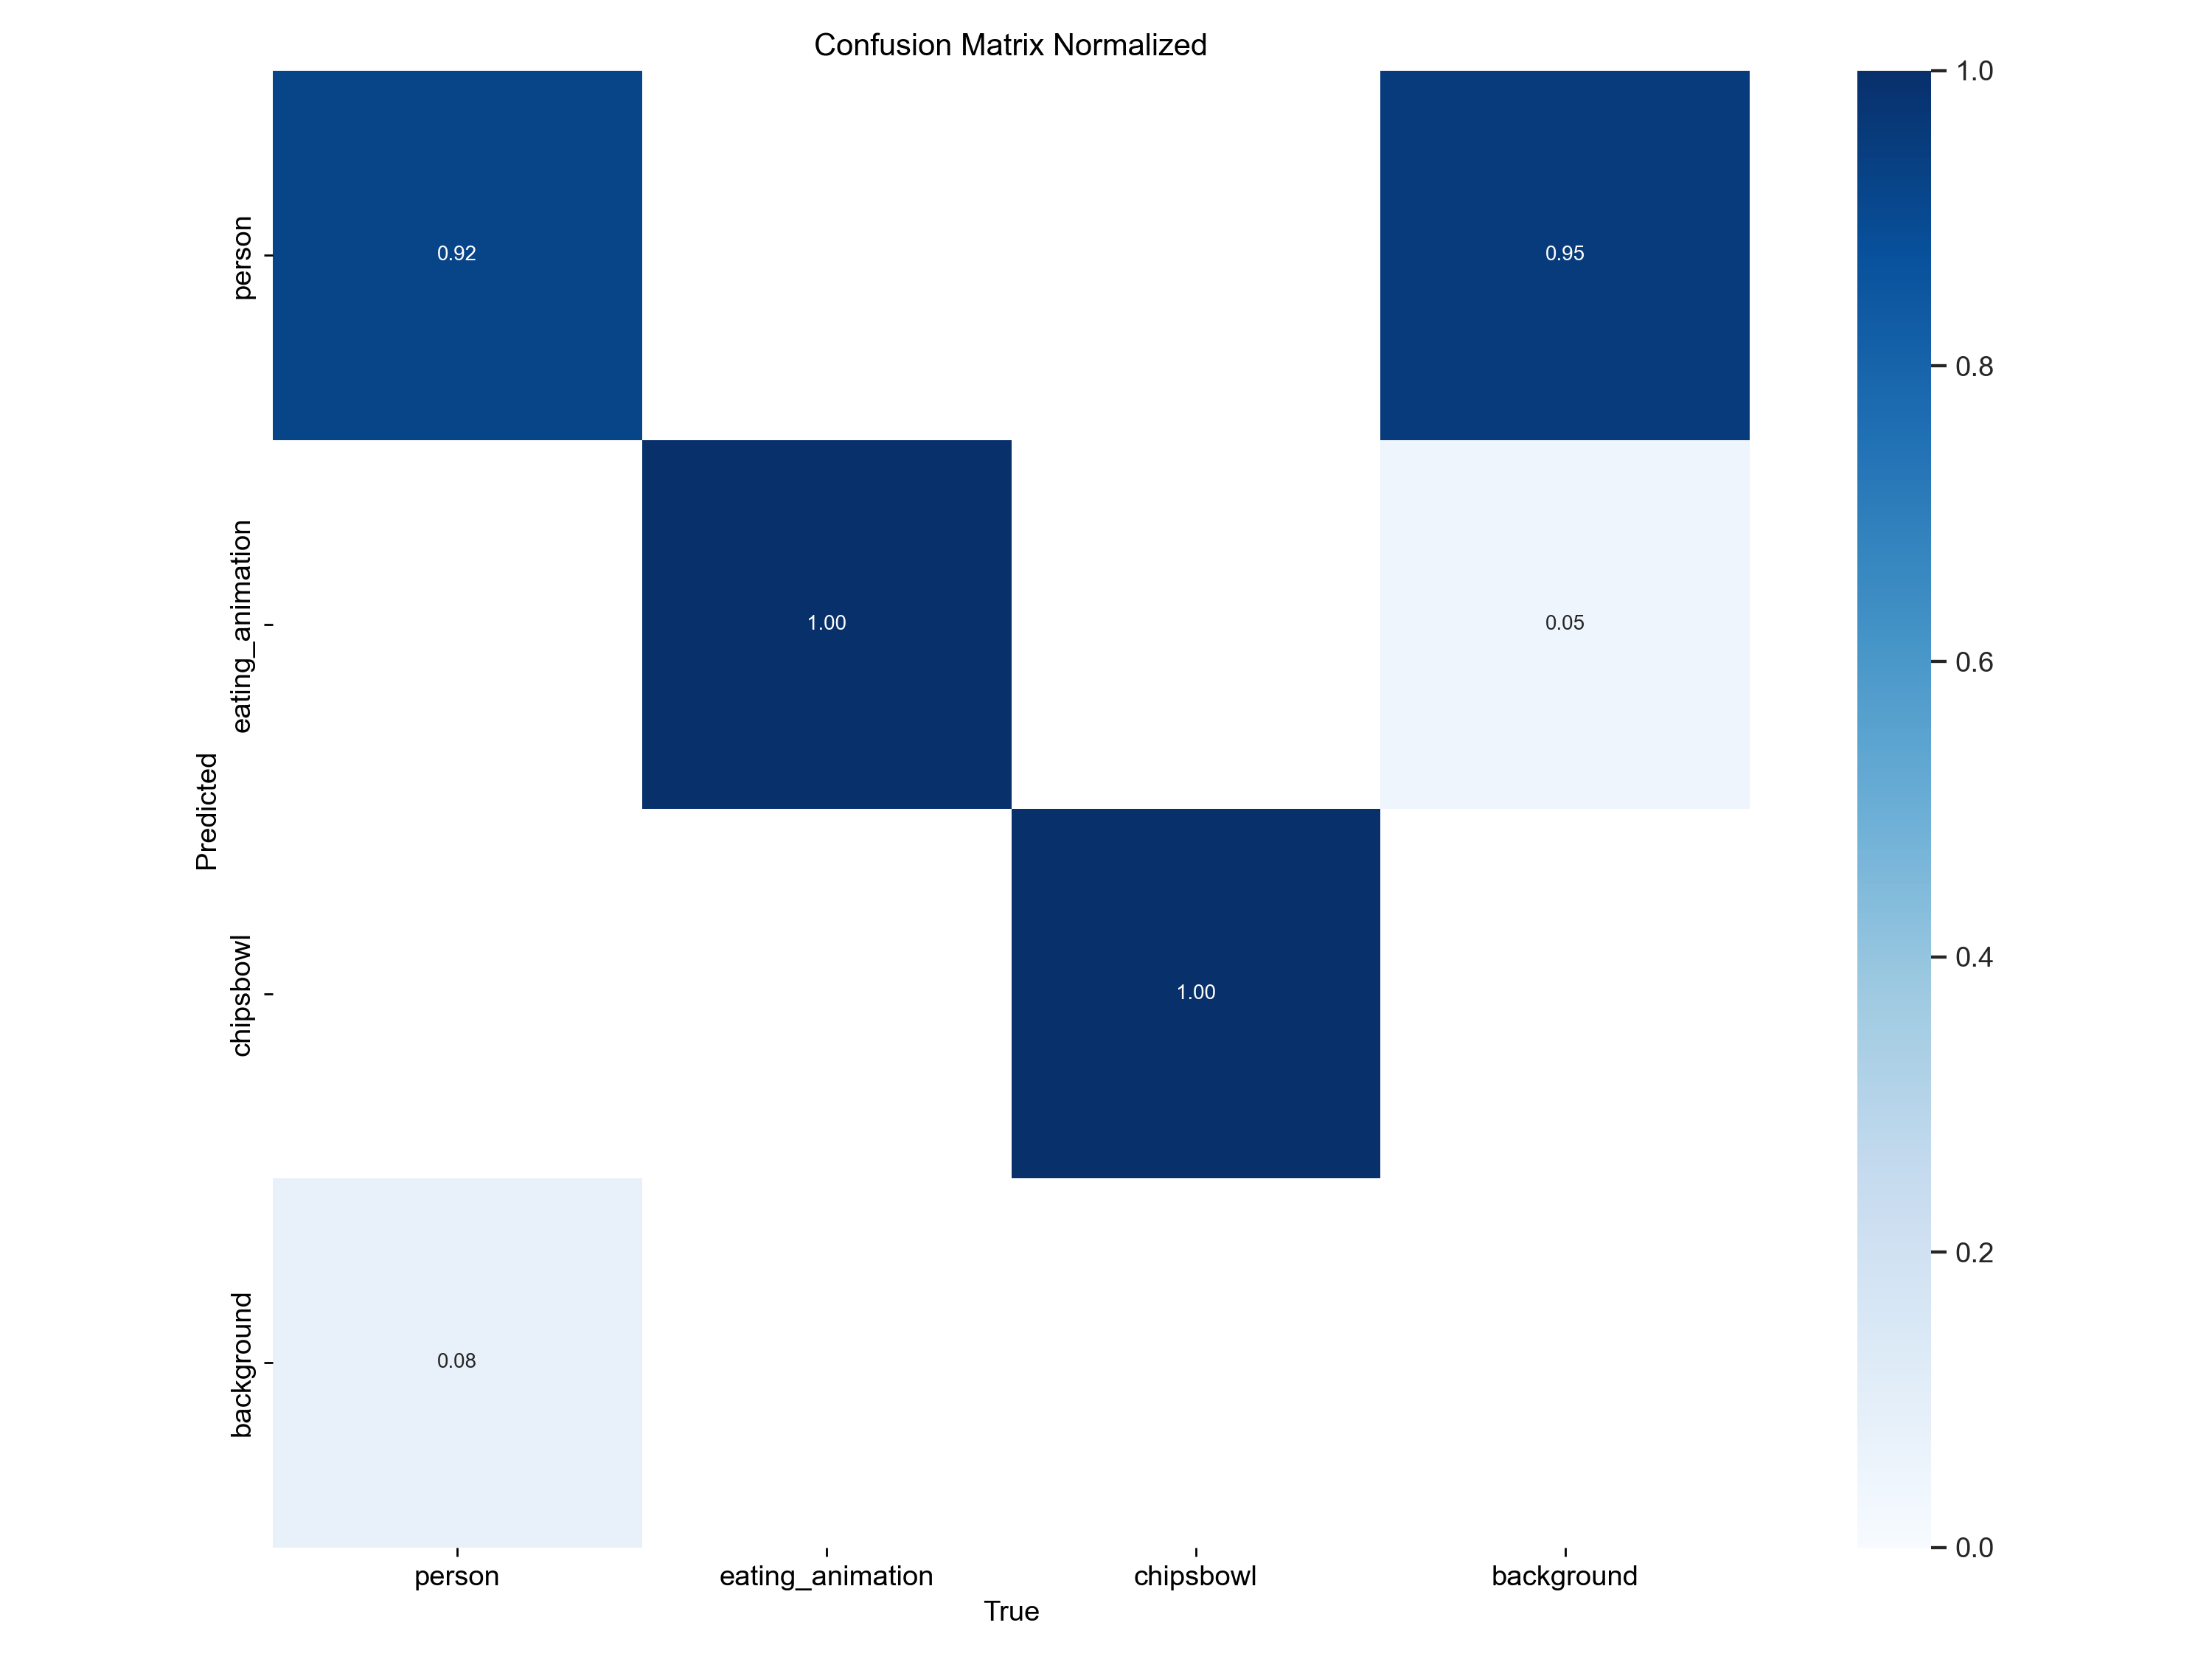 Confusion Matrix Normalized
person
0.92
0.95
eating_animation
1.00
0.05
Predicted
chipsbowl
1.00
background
0.08
person
eating_animation
chipsbowl
background
True
1.0
0.8
0.6
0.4
0.2
0.0